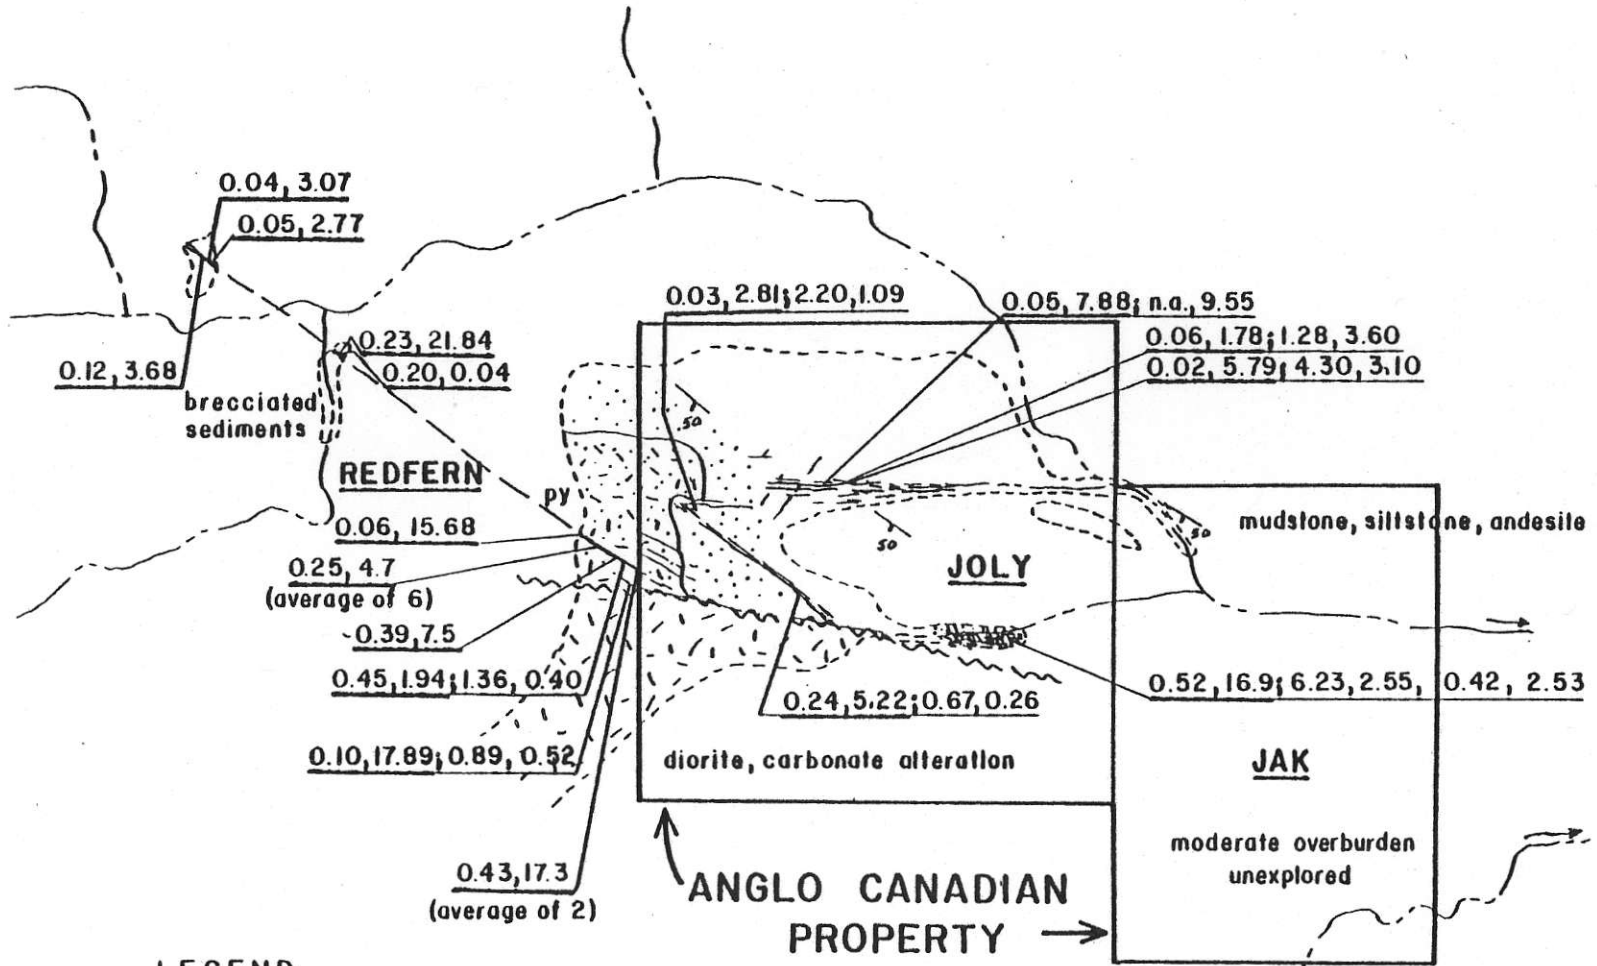 0.04, 3.07
0.05, 2.77
0.03, 2.81; 2.20, 1.09
0.05, 7.88; n.a., 9.55
0.06, 1.78; 1.28, 3.60
0.02, 5.79; 4.30, 3.10
0.23, 21.84
0.20, 0.04
0.12, 3.68
brecciated
sediments
50
REDFERN
py
0.06, 15.68
mudstone, siltstone, andesite
50
50
JOLY
0.25, 4.7
(average of 6)
0.39, 7.5
0.45, 1.94; 1.36, 0.40
0.52, 16.9; 6.23, 2.55, 0.42, 2.53
0.24, 5.22; 0.67, 0.26
0.10, 17.89; 0.89, 0.52
diorite, carbonate alteration
JAK
moderate overburden
unexplored
0.43, 17.3
(average of 2)
ANGLO CANADIAN
PROPERTY
LEGEND